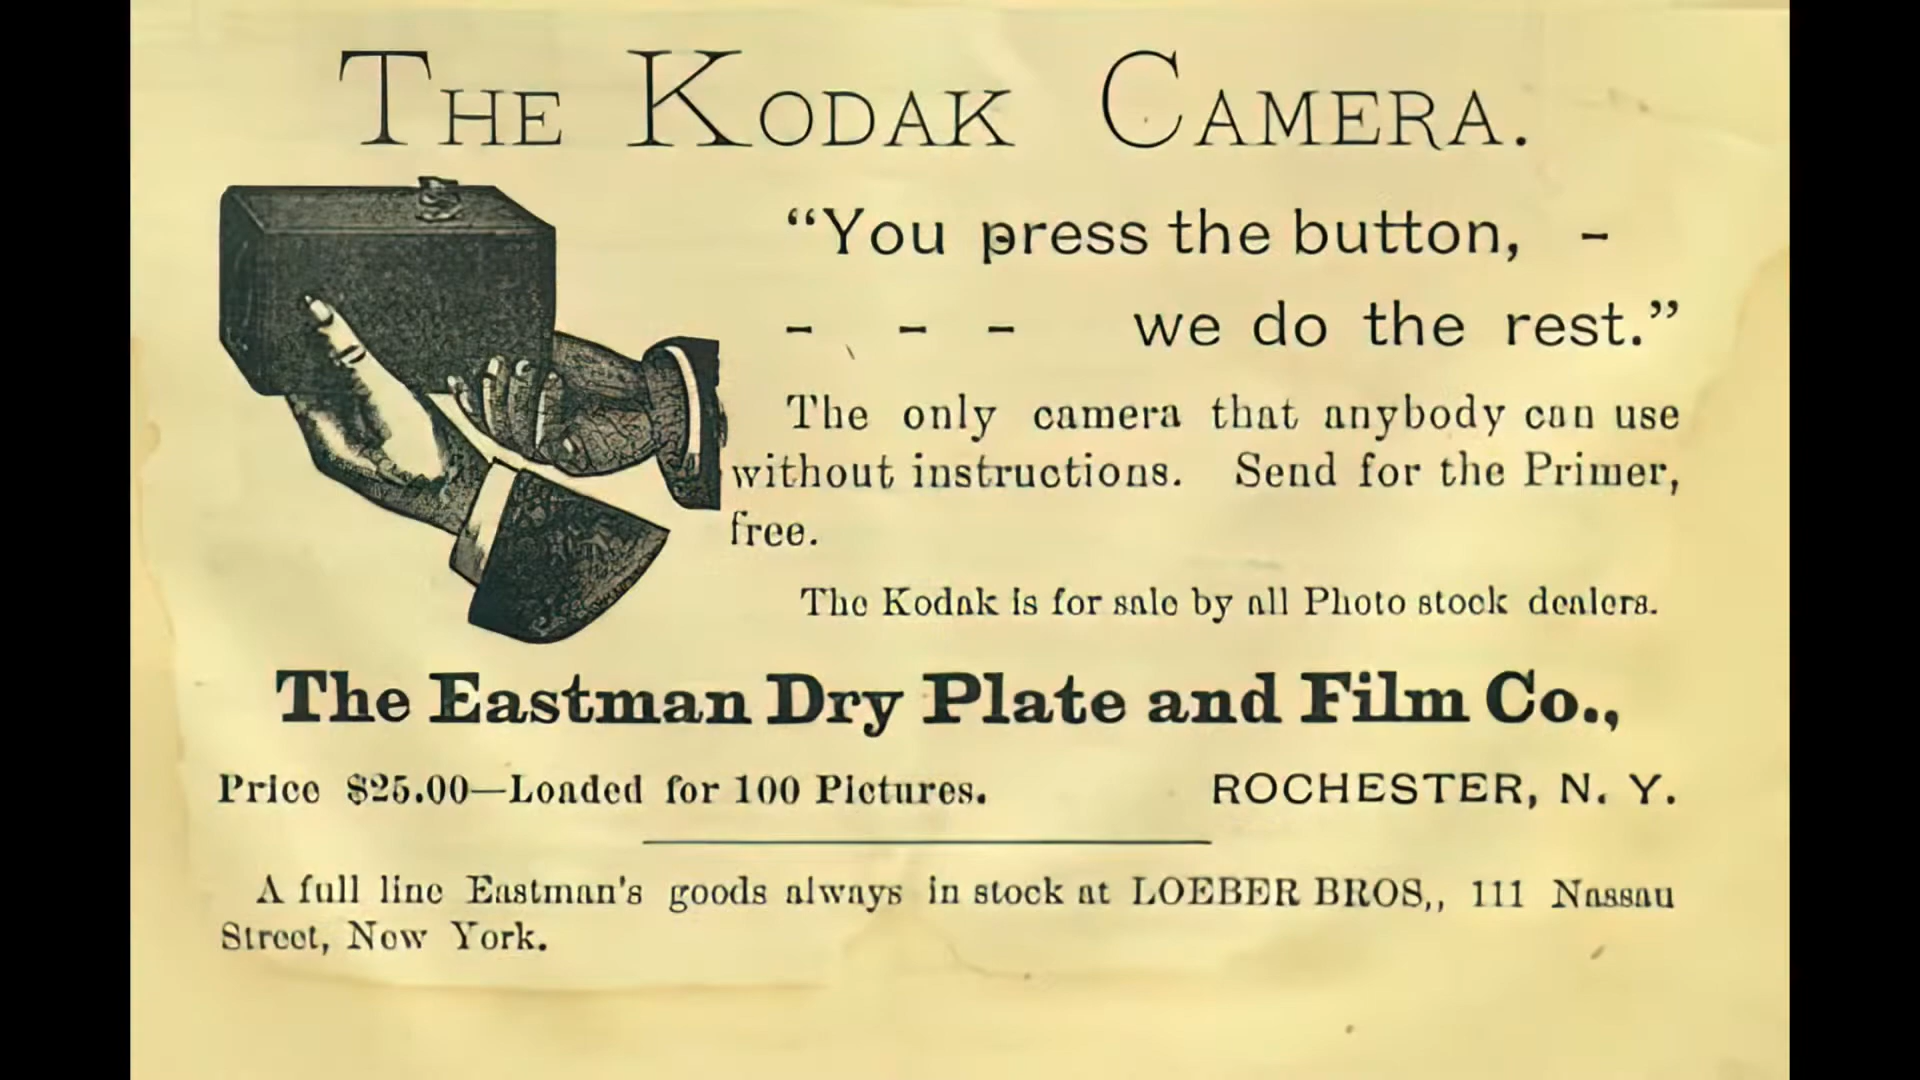 THE KODAK CAMERA.
“You press the button, -
- - - we do the rest.”
The only camera that anybody can use
without instructions. Send for the Primer,
free.
The Kodak is for sale by all Photo stock dealers.
The Eastman Dry Plate and Film Co.,
Price $25.00—Loaded for 100 Pictures. ROCHESTER, N. Y.
A full line Eastman's goods always in stock at LOEBER BROS,, 111 Nassau
Street, New York.